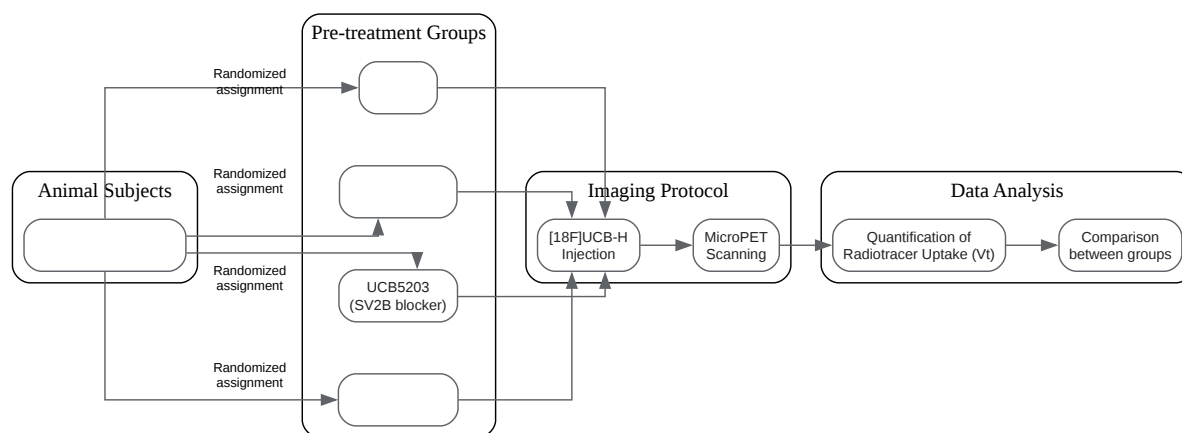 Pre-treatment Groups
Randomized
assignment
Randomized
assignment
Animal Subjects
Randomized
assignment
UCB5203
(SV2B blocker)
Randomized
assignment
Imaging Protocol
[18F]UCB-H
Injection
MicroPET
Scanning
Data Analysis
Quantification of
Radiotracer Uptake (Vt)
Comparison
between groups